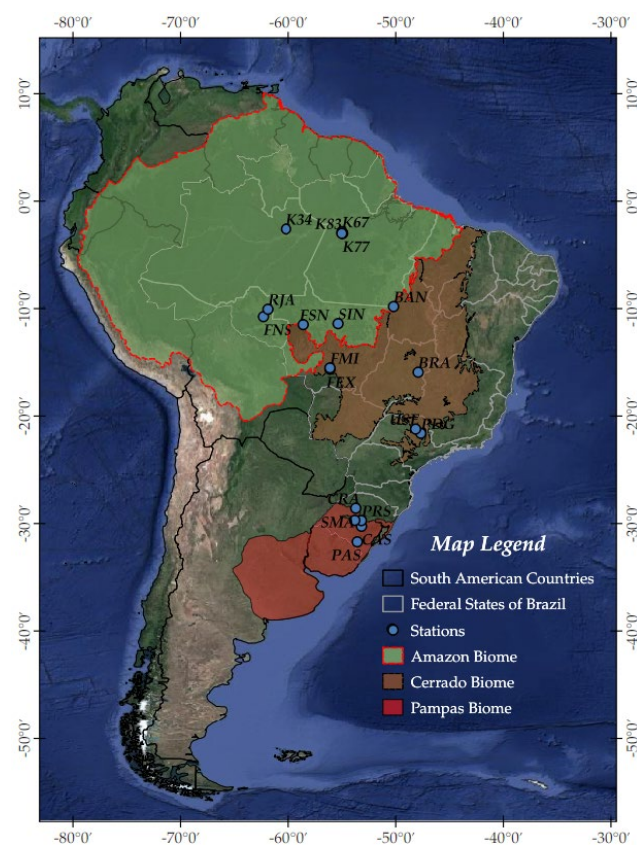 -80°0' -70°0' -60°0' -50°0' -40°0' -30°0'
10°0' 10°0'
0°0' 0°0'
K34 K83 K67
K77
-10°0' RJA FSN SIN BAN -10°0'
FNS
FMI BRA
FEX
-20°0' -20°0'
PDG
CRA
-30°0' SMA PRS -30°0'
CAS
PAS
Map Legend
South American Countries
Federal States of Brazil
Stations
-40°0' -40°0'
Amazon Biome
Cerrado Biome
Pampas Biome
-50°0' -50°0'
-80°0' -70°0' -60°0' -50°0' -40°0' -30°0'